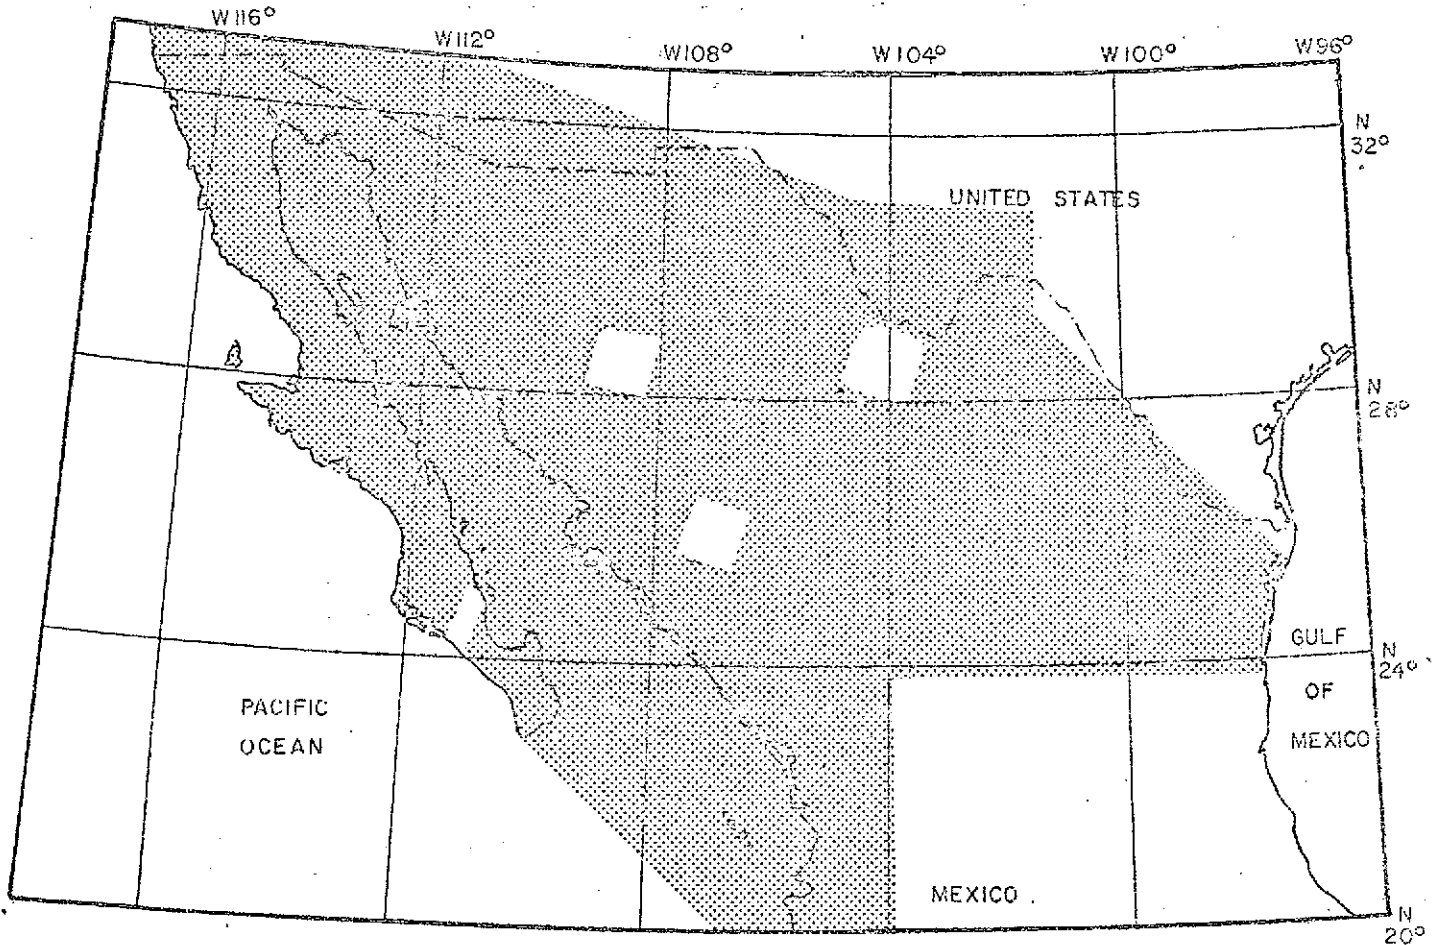 W116°
W112°
W108°
W104°
W100°
W96°
N
32°
UNITED STATES
N
28°
GULF
OF
MEXICO
N
24°
PACIFIC
OCEAN
MEXICO
N
20°